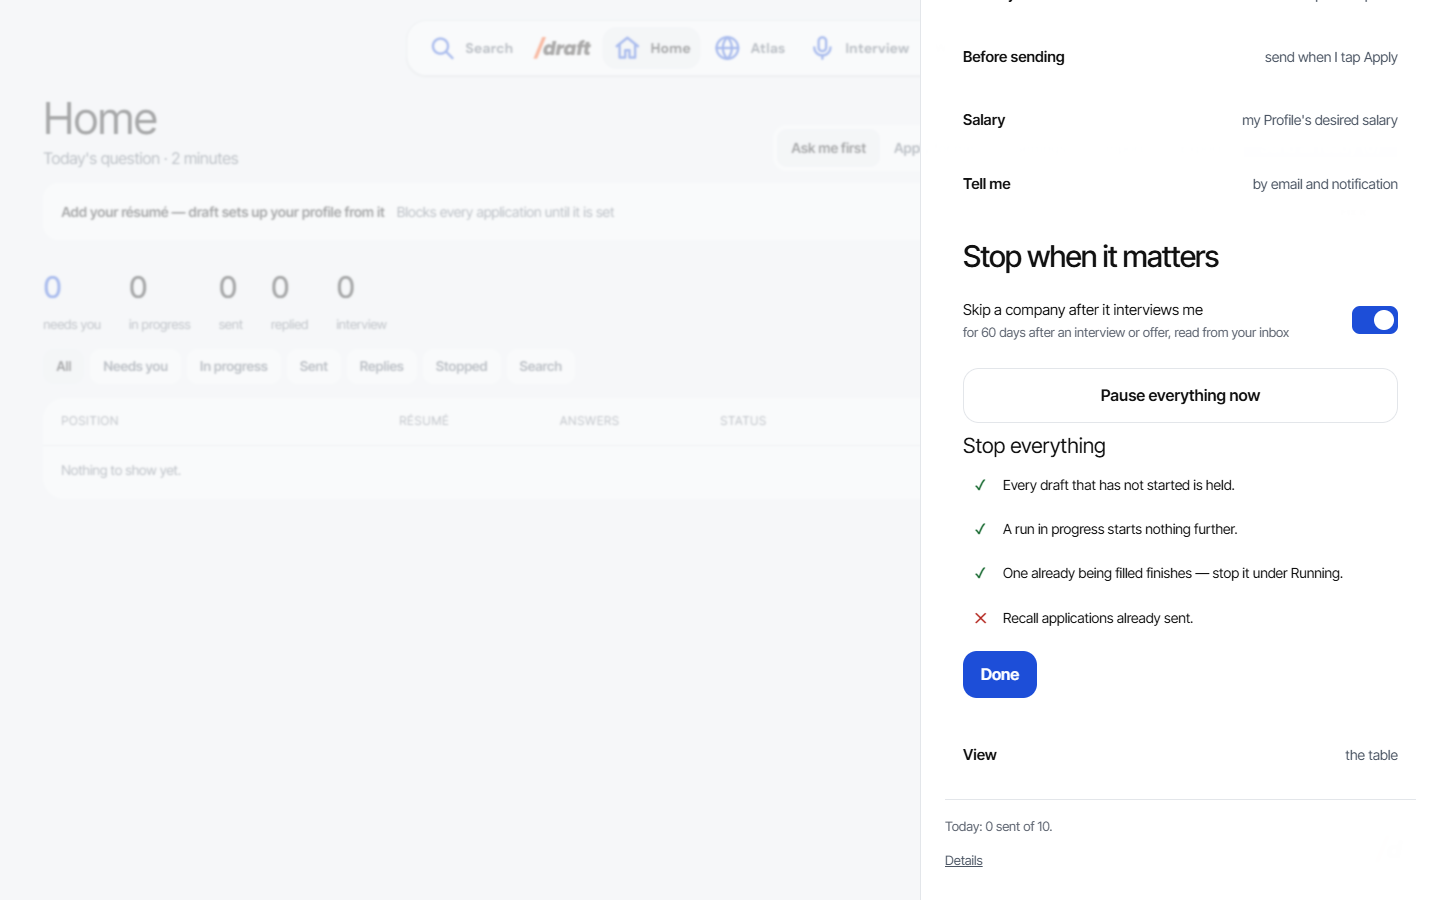 Search
/draft
Home
Atlas
Interview
Home
Today's question · 2 minutes
Ask me first
App
Add your résumé — draft sets up your profile from it
Blocks every application until it is set
0
0
0
0
0
needs you
in progress
sent
replied
interview
All
Needs you
In progress
Sent
Replies
Stopped
Search
POSITION
RÉSUMÉ
ANSWERS
STATUS
Nothing to show yet.
Before sending
send when I tap Apply
Salary
my Profile's desired salary
Tell me
by email and notification
Stop when it matters
Skip a company after it interviews me
for 60 days after an interview or offer, read from your inbox
Pause everything now
Stop everything
✓ Every draft that has not started is held.
✓ A run in progress starts nothing further.
✓ One already being filled finishes — stop it under Running.
✕ Recall applications already sent.
Done
View
the table
Today: 0 sent of 10.
Details